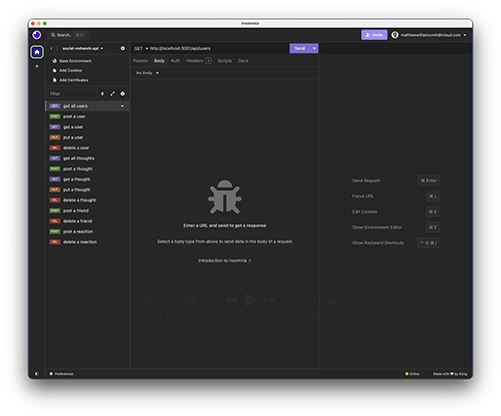 Insomnia
Search.. ⌘ P
Invite
social-network-api
Base Environment
Add Cookies
Add Certificates
Filter
GET get all users
POST post a user
GET get a user
PUT put a user
DEL delete a user
GET get all thoughts
POST post a thought
GET get a thought
PUT put a thought
DEL delete a thought
POST post a friend
DEL delete a friend
POST post a reaction
DEL delete a reaction
GET http://localhost:3001/api/users Send
Params Body Auth Headers Scripts Docs
No Body
Enter a URL and send to get a response
Select a body type from above to send data in the body of a request
Introduction to Insomnia
Send Request ⌘ Enter
Focus URL ⌘ L
Edit Cookies ⌘ K
Show Environment Editor ⌘ E
Show Keyboard Shortcuts
Preferences
Online
Made with ♥ by Kong